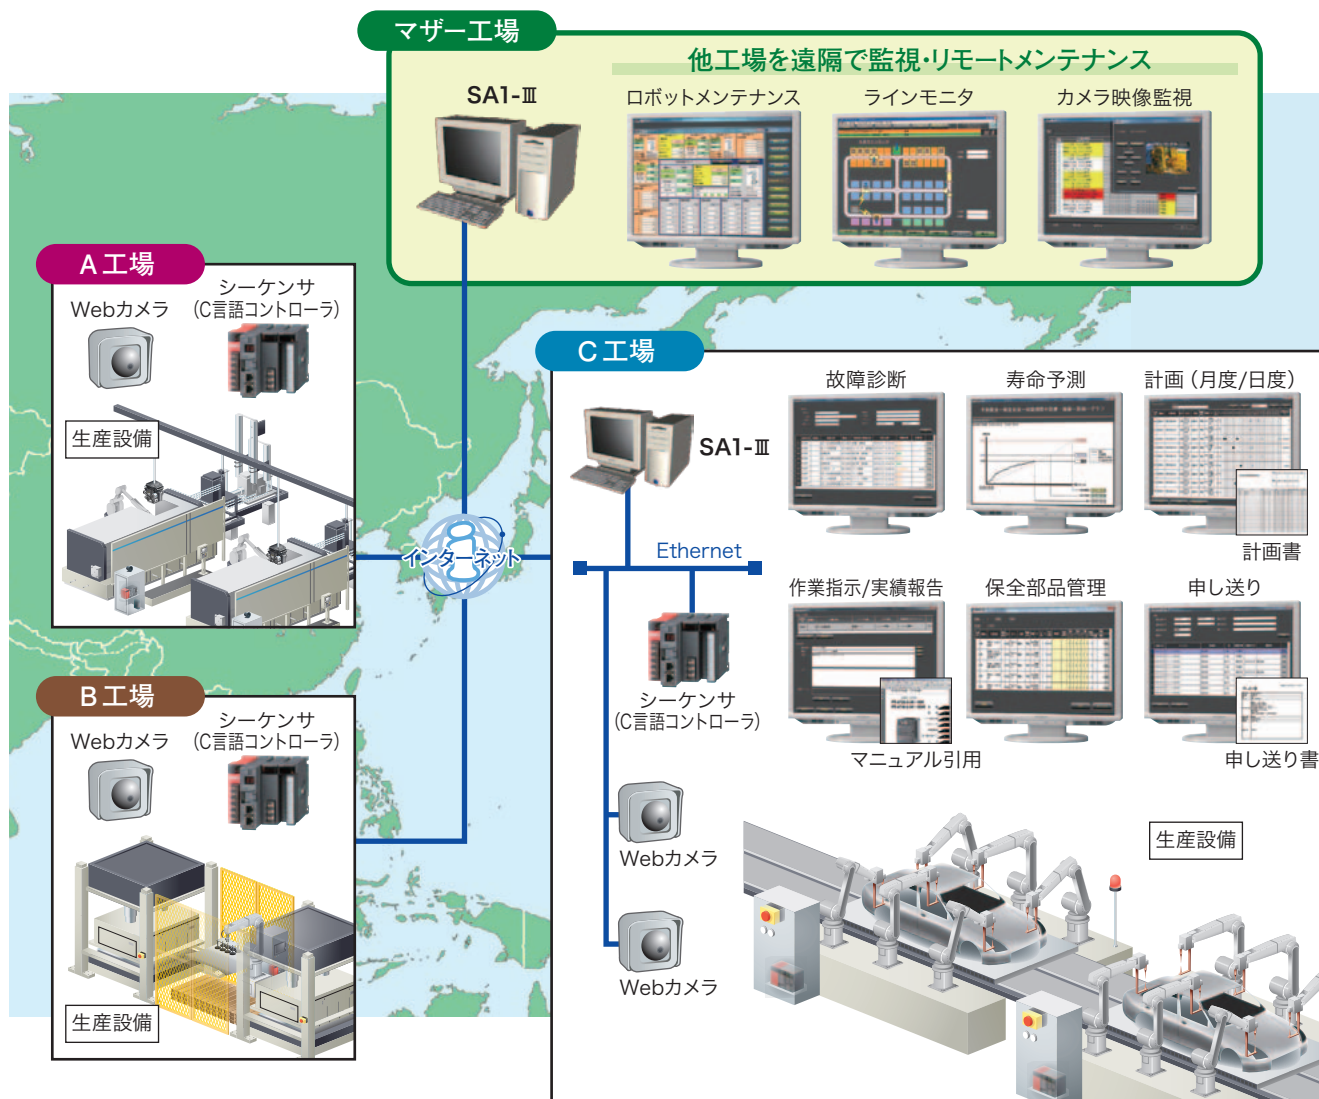 マザー工場
他工場を遠隔で監視・リモートメンテナンス
SA1-Ⅲ
ロボットメンテナンス
ラインモニタ
カメラ映像監視
A工場
Webカメラ
シーケンサ
(C言語コントローラ)
生産設備
B工場
Webカメラ
シーケンサ
(C言語コントローラ)
生産設備
インターネット
C工場
SA1-Ⅲ
Ethernet
シーケンサ
(C言語コントローラ)
Webカメラ
Webカメラ
故障診断
寿命予測
計画(月度/日度)
計画書
作業指示/実績報告
保全部品管理
申し送り
マニュアル引用
申し送り書
生産設備